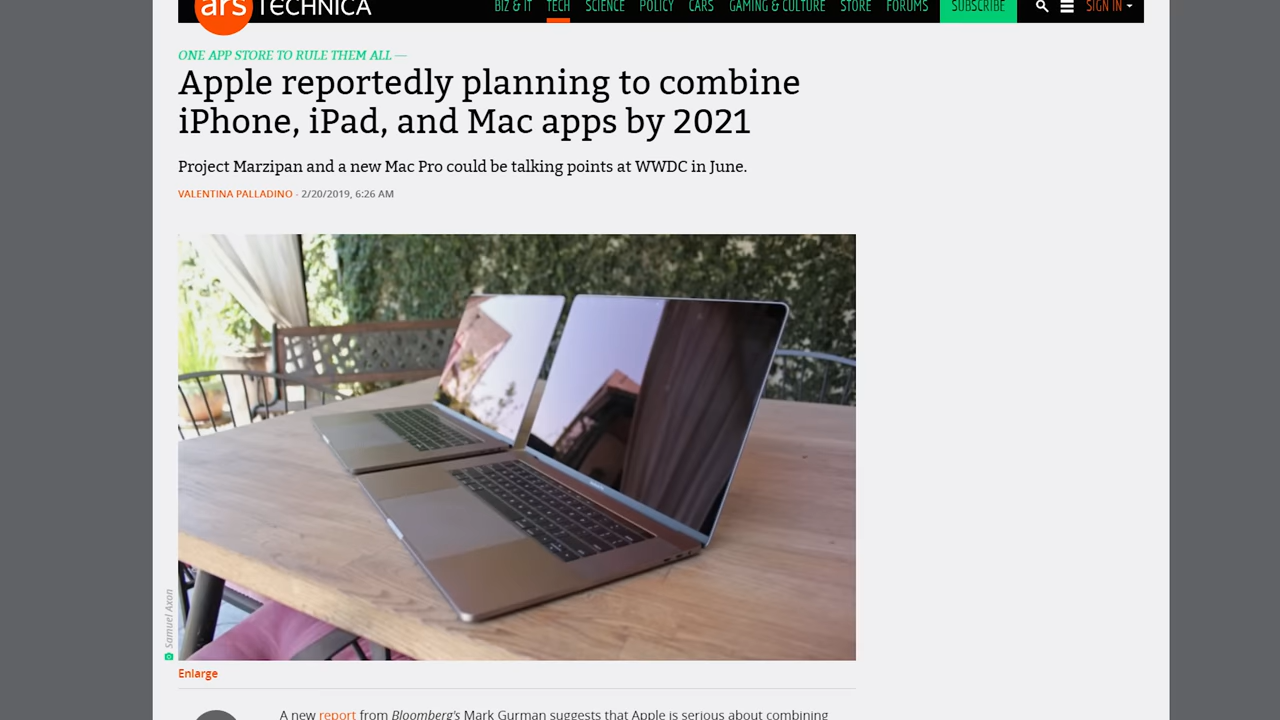 ars TECHNICA
BIZ & IT TECH SCIENCE POLICY CARS GAMING & CULTURE STORE FORUMS SUBSCRIBE SIGN IN
ONE APP STORE TO RULE THEM ALL —
Apple reportedly planning to combine
iPhone, iPad, and Mac apps by 2021
Project Marzipan and a new Mac Pro could be talking points at WWDC in June.
VALENTINA PALLADINO - 2/20/2019, 6:26 AM
Samuel Axon
Enlarge
A new report from Bloomberg's Mark Gurman suggests that Apple is serious about combining